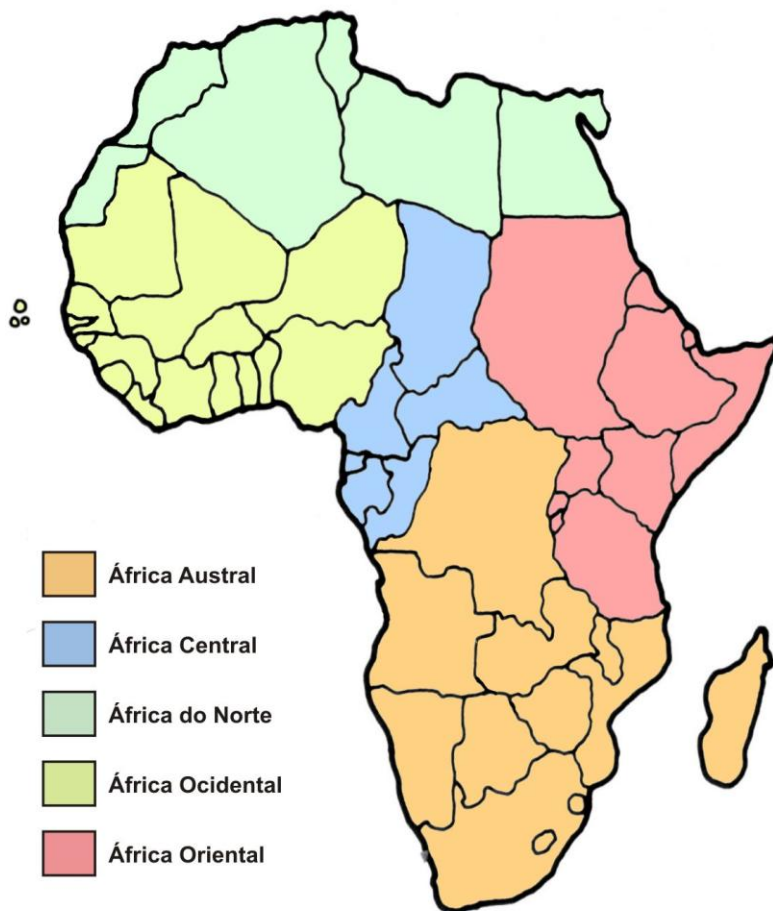 África Austral
África Central
África do Norte
África Ocidental
África Oriental